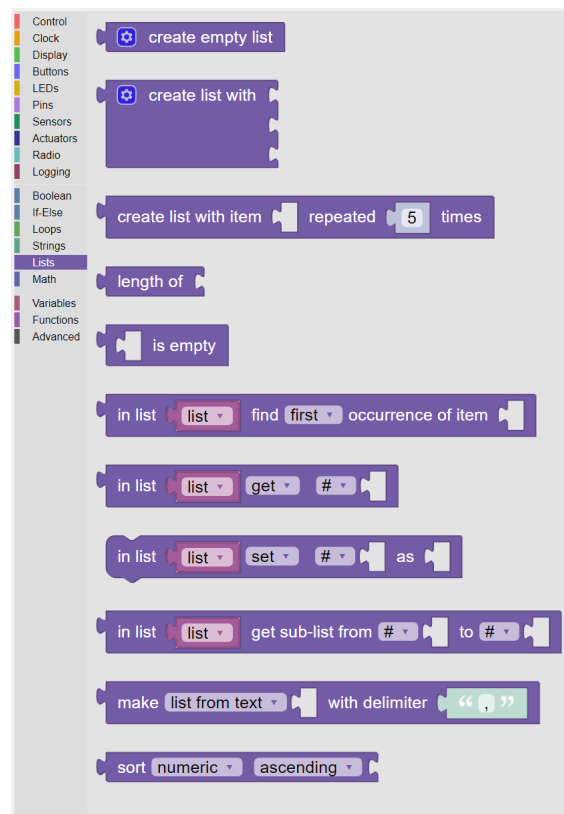 Control
Clock
Display
Buttons
LEDs
Pins
Sensors
Actuators
Radio
Logging
Boolean
If-Else
Loops
Strings
Lists
Math
Variables
Functions
Advanced
create empty list
create list with
create list with item repeated 5 times
length of
is empty
in list list find first occurrence of item
in list list get #
in list list set # as
in list list get sub-list from # to #
make list from text with delimiter “ , ”
sort numeric ascending